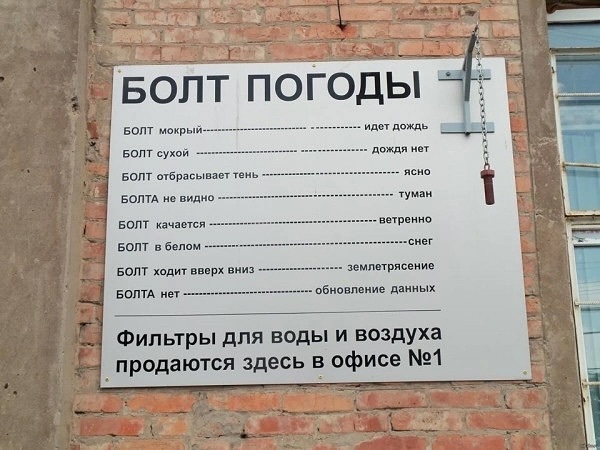 БОЛТ ПОГОДЫ
БОЛТ мокрый---------------------------- ------------- идет дождь
БОЛТ сухой --------------------------- ------------- дождя нет
БОЛТ отбрасывает тень ----------------------------- ясно
БОЛТА не видно ------------------------------------- туман
БОЛТ качается ----------------------------------- ветренно
БОЛТ в белом ------------------------------------------снег
БОЛТ ходит вверх вниз ----------------- землетрясение
БОЛТА нет --------------------------- обновление данных
Фильтры для воды и воздуха
продаются здесь в офисе №1